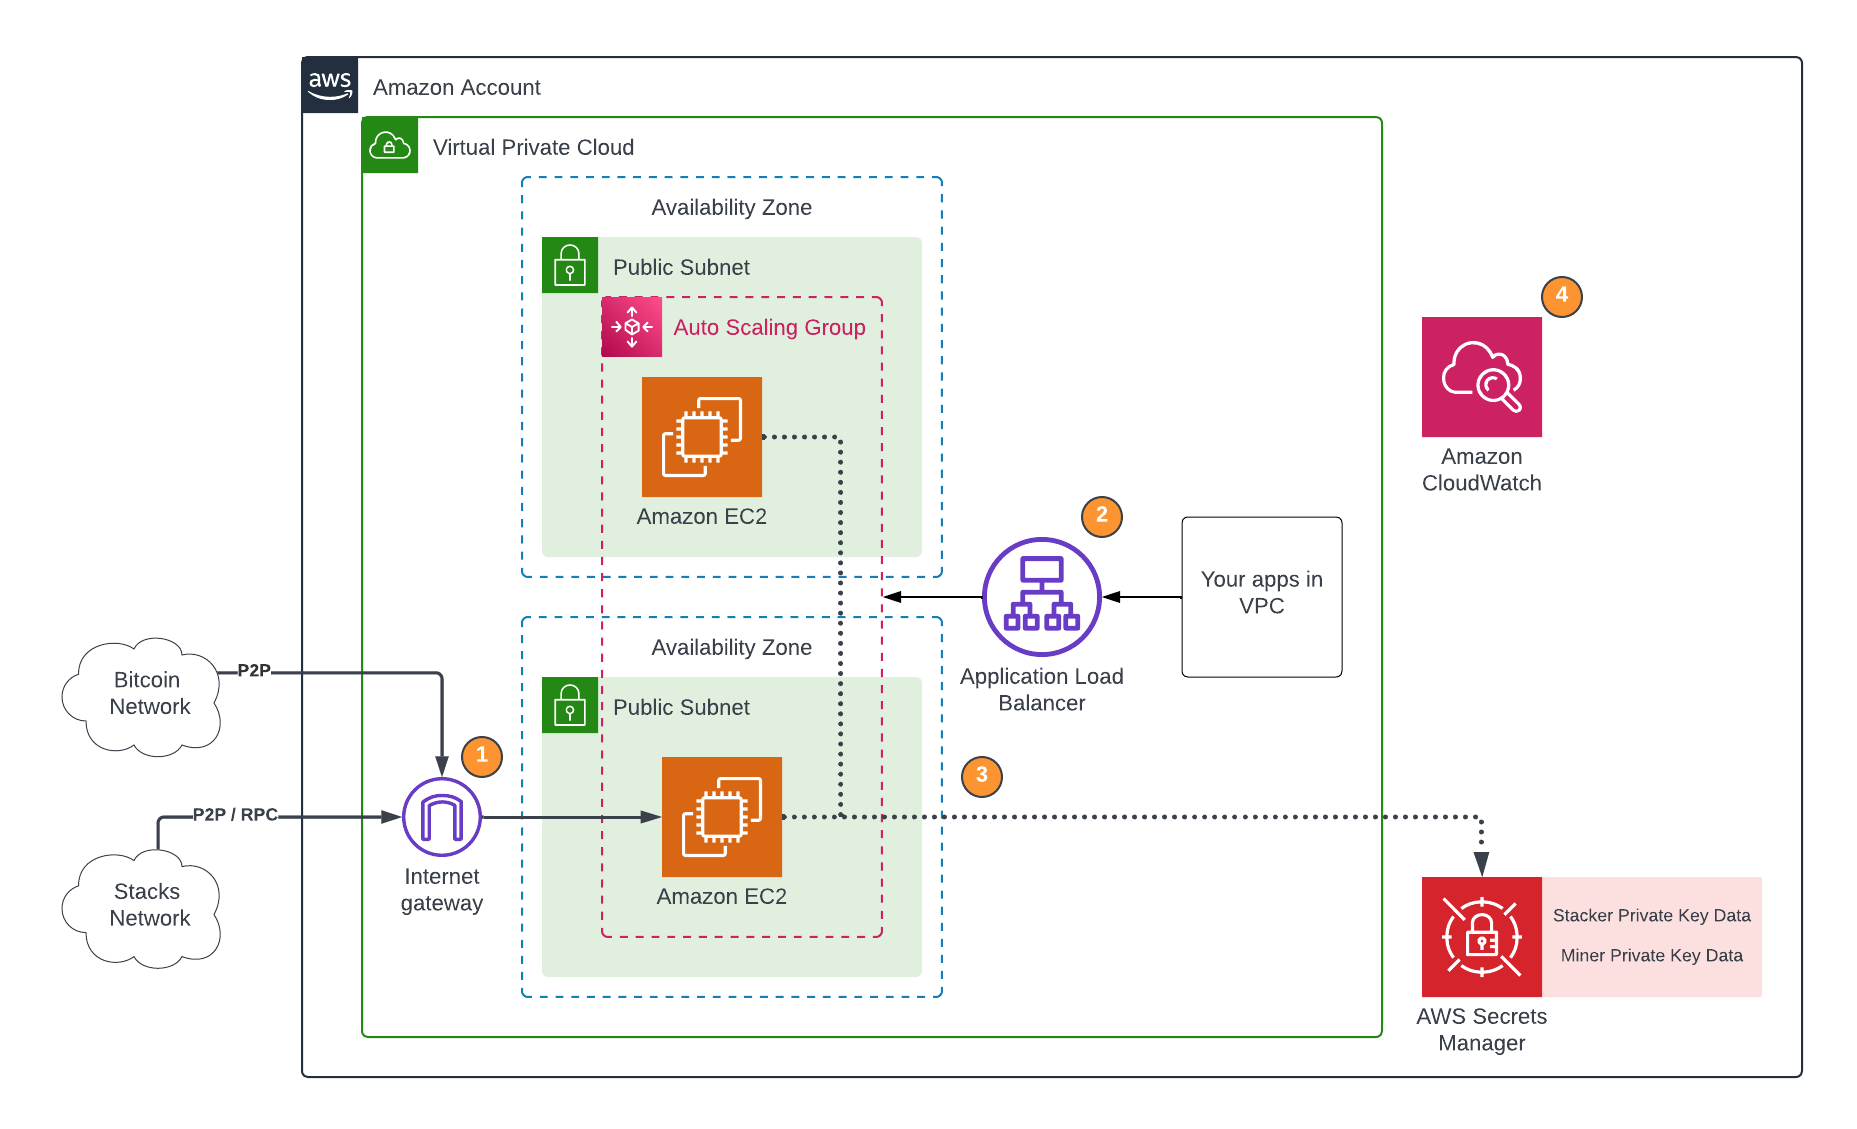 aws
Amazon Account
Virtual Private Cloud
Availability Zone
Public Subnet
Auto Scaling Group
Amazon EC2
4
Amazon
CloudWatch
2
Your apps in
VPC
Application Load
Balancer
Availability Zone
Public Subnet
Bitcoin
Network
P2P
1
3
P2P / RPC
Stacks
Network
Internet
gateway
Amazon EC2
Stacker Private Key Data
Miner Private Key Data
AWS Secrets
Manager